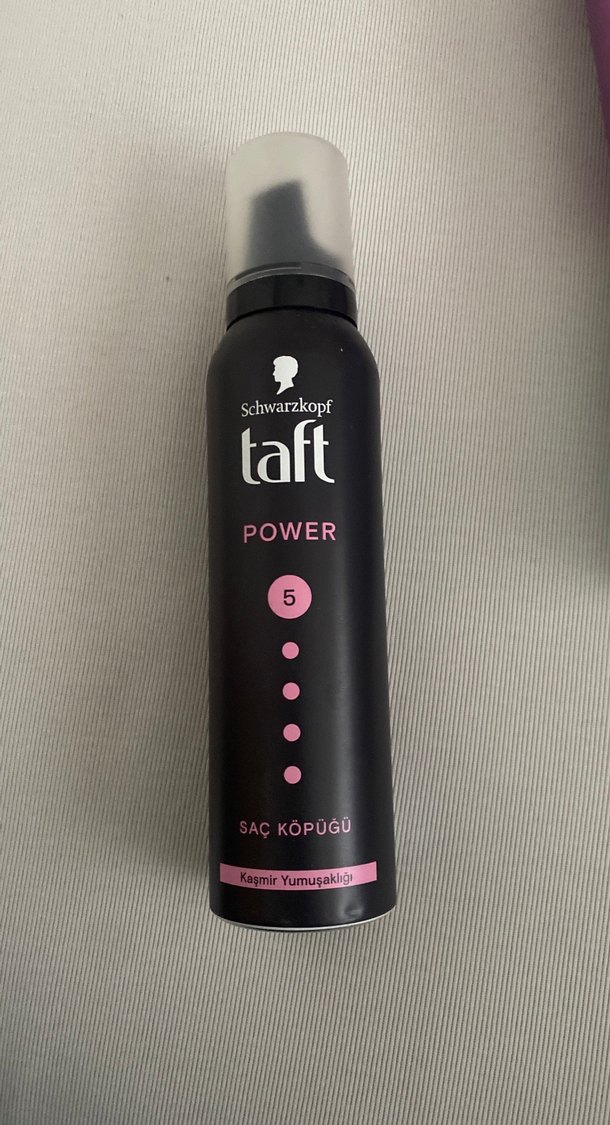 Schwarzkopf
taft
POWER
5
SAÇ KÖPÜĞÜ
Kaşmir Yumuşaklığı